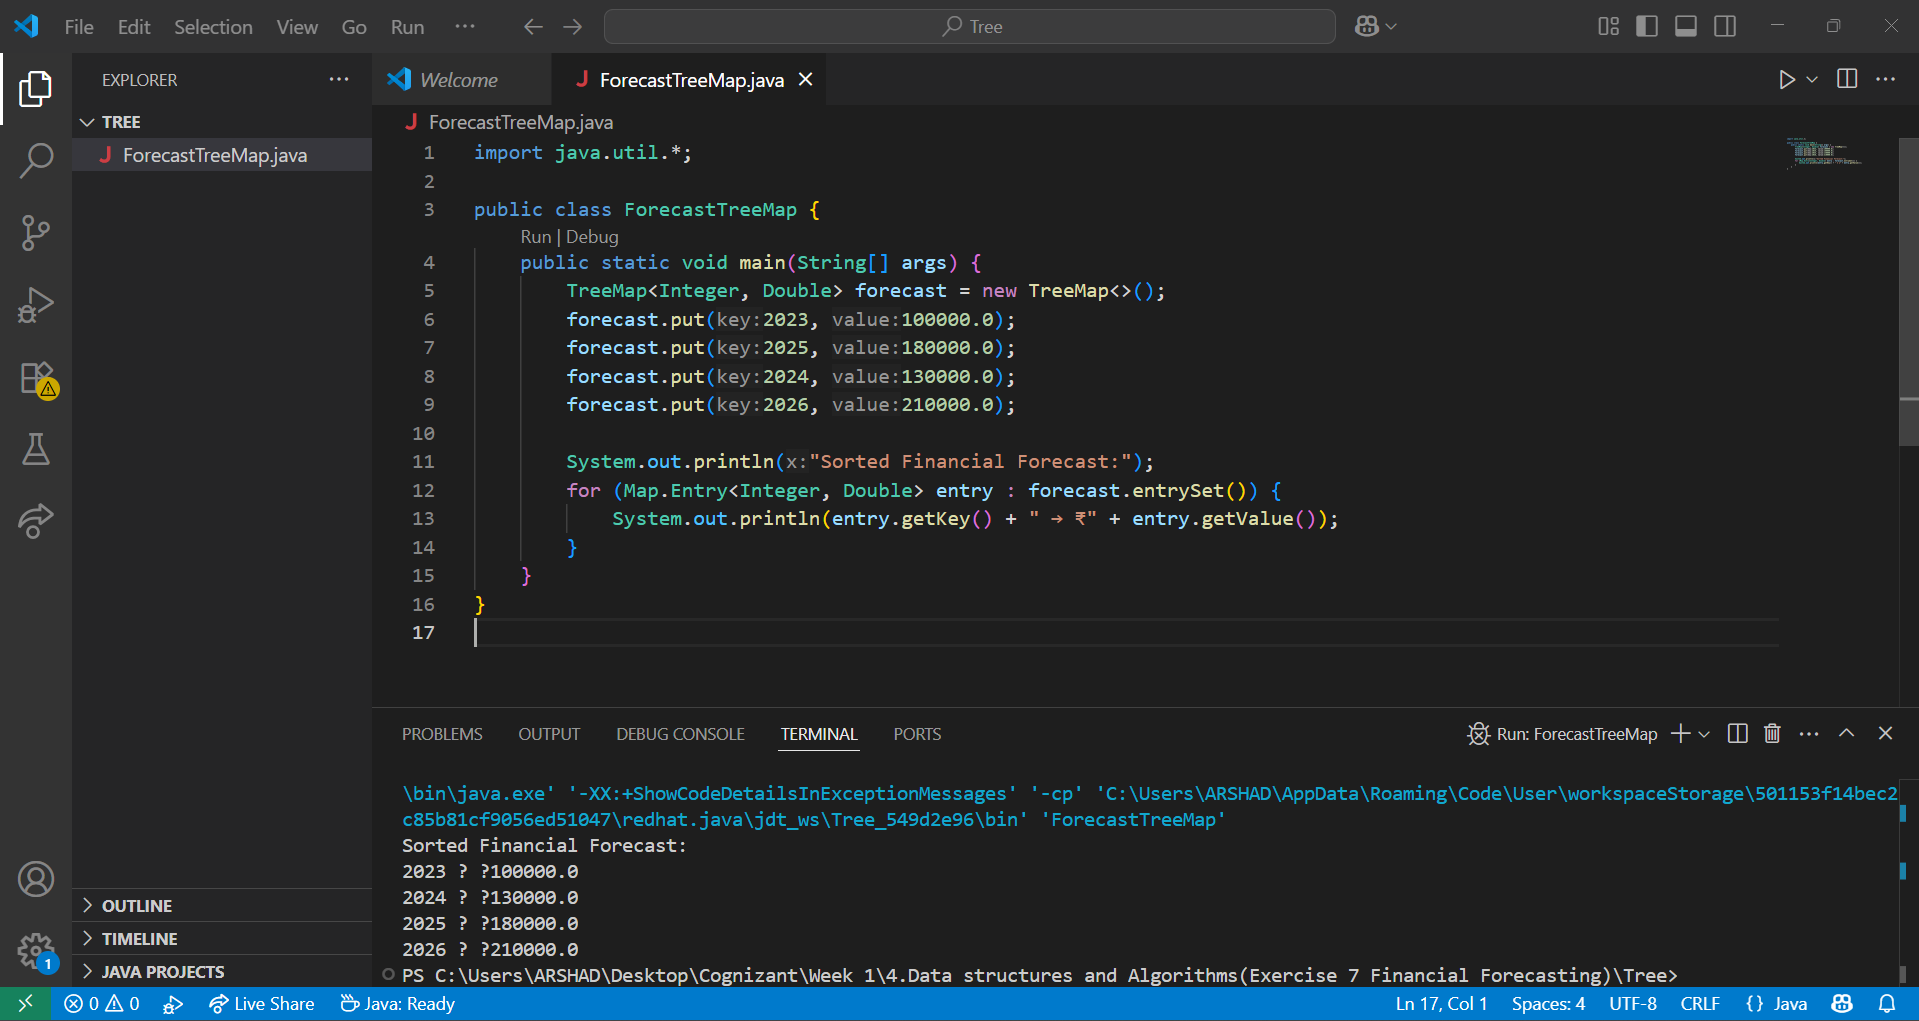 File Edit Selection View Go Run ··· Tree
EXPLORER ···
TREE
J ForecastTreeMap.java
Welcome
J ForecastTreeMap.java
J ForecastTreeMap.java
1 import java.util.*;
2
3 public class ForecastTreeMap {
Run | Debug
4 public static void main(String[] args) {
5 TreeMap<Integer, Double> forecast = new TreeMap<>();
6 forecast.put(key:2023, value:100000.0);
7 forecast.put(key:2025, value:180000.0);
8 forecast.put(key:2024, value:130000.0);
9 forecast.put(key:2026, value:210000.0);
10
11 System.out.println(x:"Sorted Financial Forecast:");
12 for (Map.Entry<Integer, Double> entry : forecast.entrySet()) {
13 System.out.println(entry.getKey() + " → ₹" + entry.getValue());
14 }
15 }
16 }
17
PROBLEMS OUTPUT DEBUG CONSOLE TERMINAL PORTS Run: ForecastTreeMap
\bin\java.exe' '-XX:+ShowCodeDetailsInExceptionMessages' '-cp' 'C:\Users\ARSHAD\AppData\Roaming\Code\User\workspaceStorage\501153f14bec2
c85b81cf9056ed51047\redhat.java\jdt_ws\Tree_549d2e96\bin' 'ForecastTreeMap'
Sorted Financial Forecast:
2023 ? ?100000.0
2024 ? ?130000.0
2025 ? ?180000.0
2026 ? ?210000.0
PS C:\Users\ARSHAD\Desktop\Cognizant\Week 1\4.Data structures and Algorithms(Exercise 7 Financial Forecasting)\Tree>
OUTLINE
TIMELINE
JAVA PROJECTS
1
0 0 Live Share Java: Ready Ln 17, Col 1 Spaces: 4 UTF-8 CRLF {} Java